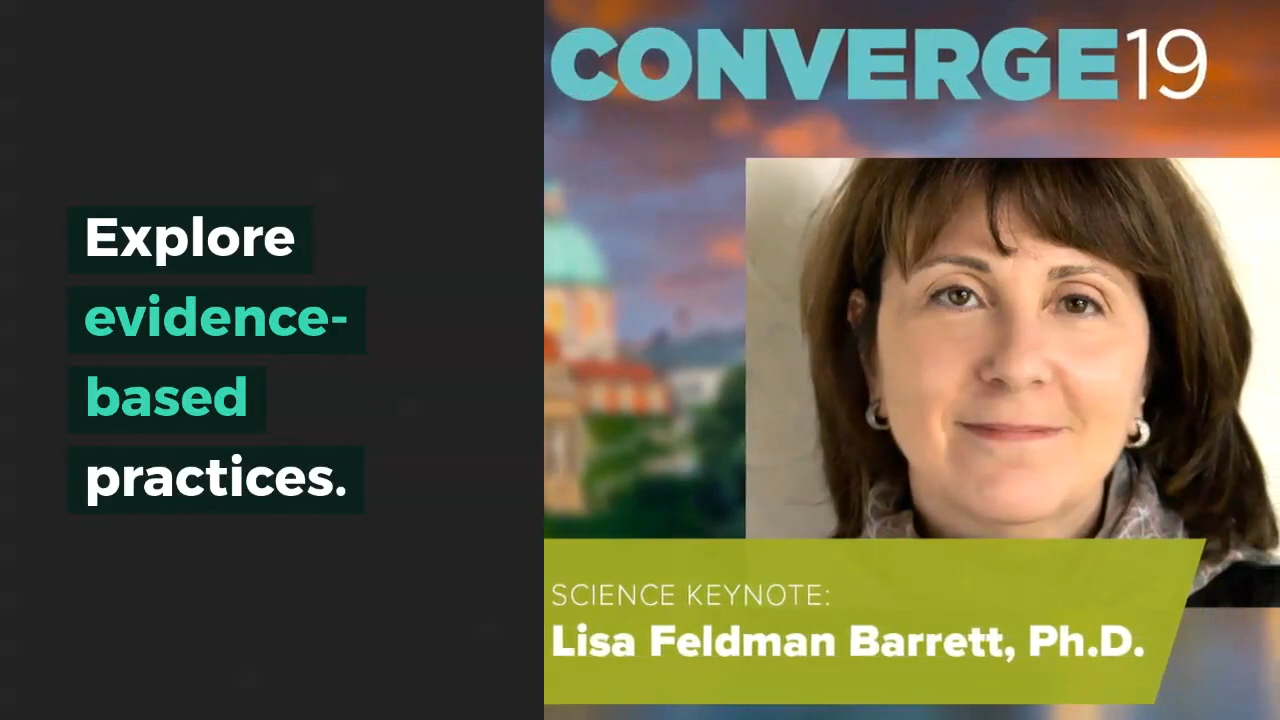 Explore
evidence-
based
practices.
CONVERGE19
SCIENCE KEYNOTE:
Lisa Feldman Barrett, Ph.D.